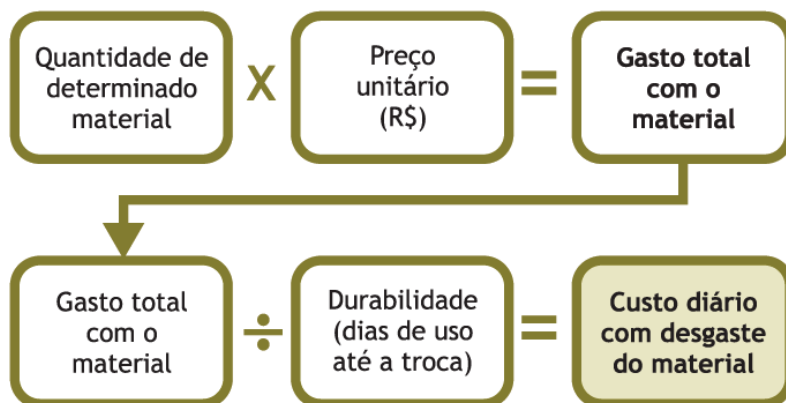 Quantidade de
determinado
material
X
Preço
unitário
(R$)
=
Gasto total
com o
material
Gasto total
com o
material
÷
Durabilidade
(dias de uso
até a troca)
=
Custo diário
com desgaste
do material